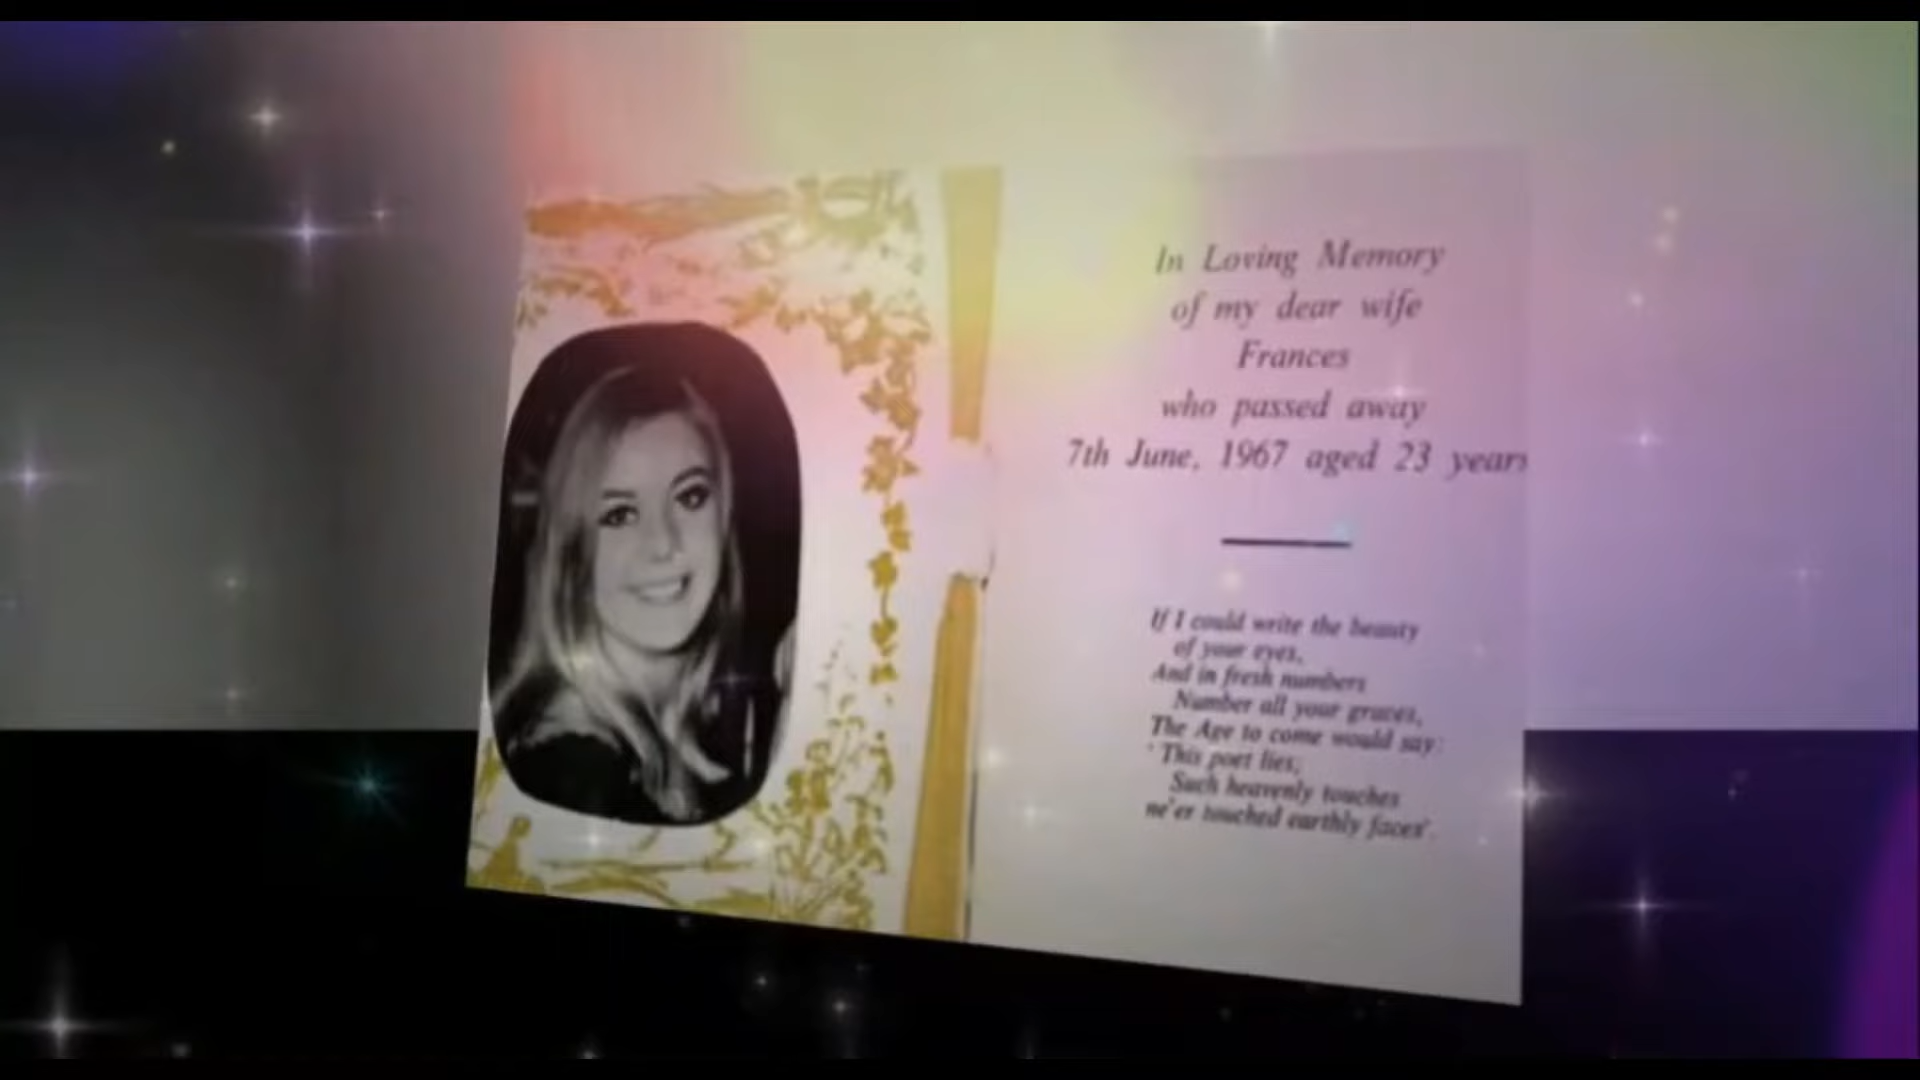 In Loving Memory
of my dear wife
Frances
who passed away
7th June, 1967 aged 23 years
If I could write the beauty
of your eyes,
And in fresh numbers
Number all your graces,
The Age to come would say:
'This poet lies,
Such heavenly touches
ne'er touched earthly faces'.